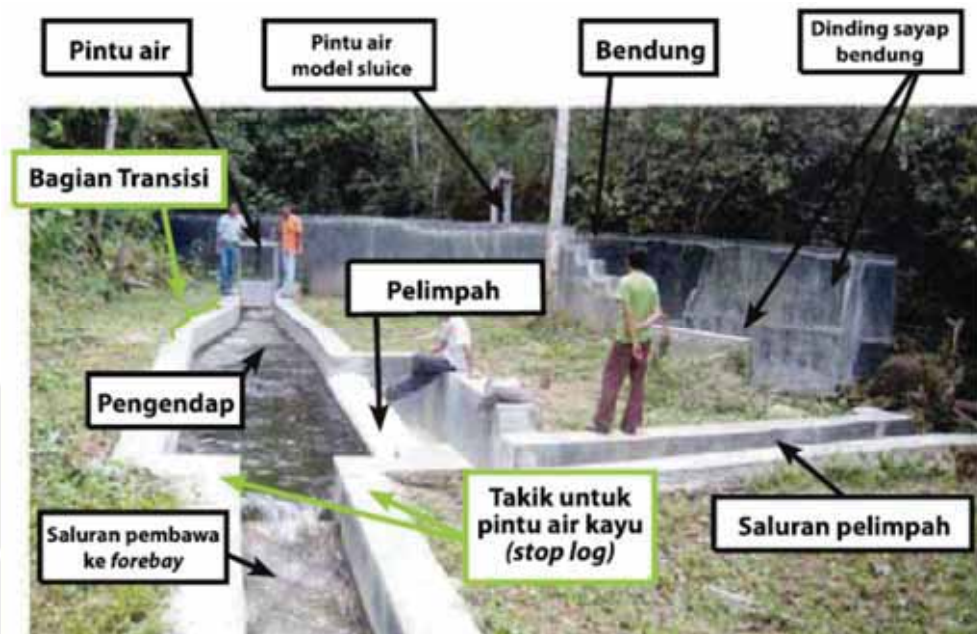 Pintu air
Pintu air
model sluice
Bendung
Dinding sayap
bendung
Bagian Transisi
Pelimpah
Pengendap
Saluran pembawa
ke forebay
Takik untuk
pintu air kayu
(stop log)
Saluran pelimpah